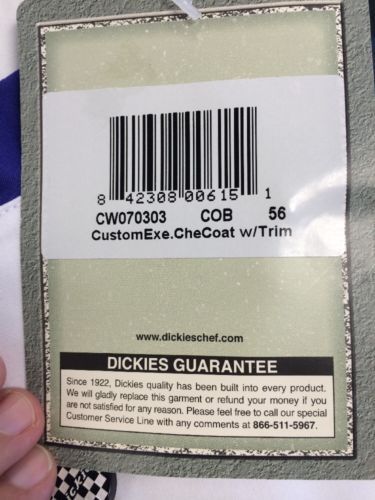 8 42308 00615 1
CW070303 COB 56
CustomExe.CheCoat w/Trim
www.dickieschef.com
DICKIES GUARANTEE
Since 1922, Dickies quality has been built into every product.
We will gladly replace this garment or refund your money if you
are not satisfied for any reason. Please feel free to call our special
Customer Service Line with any comments at 866-511-5967.